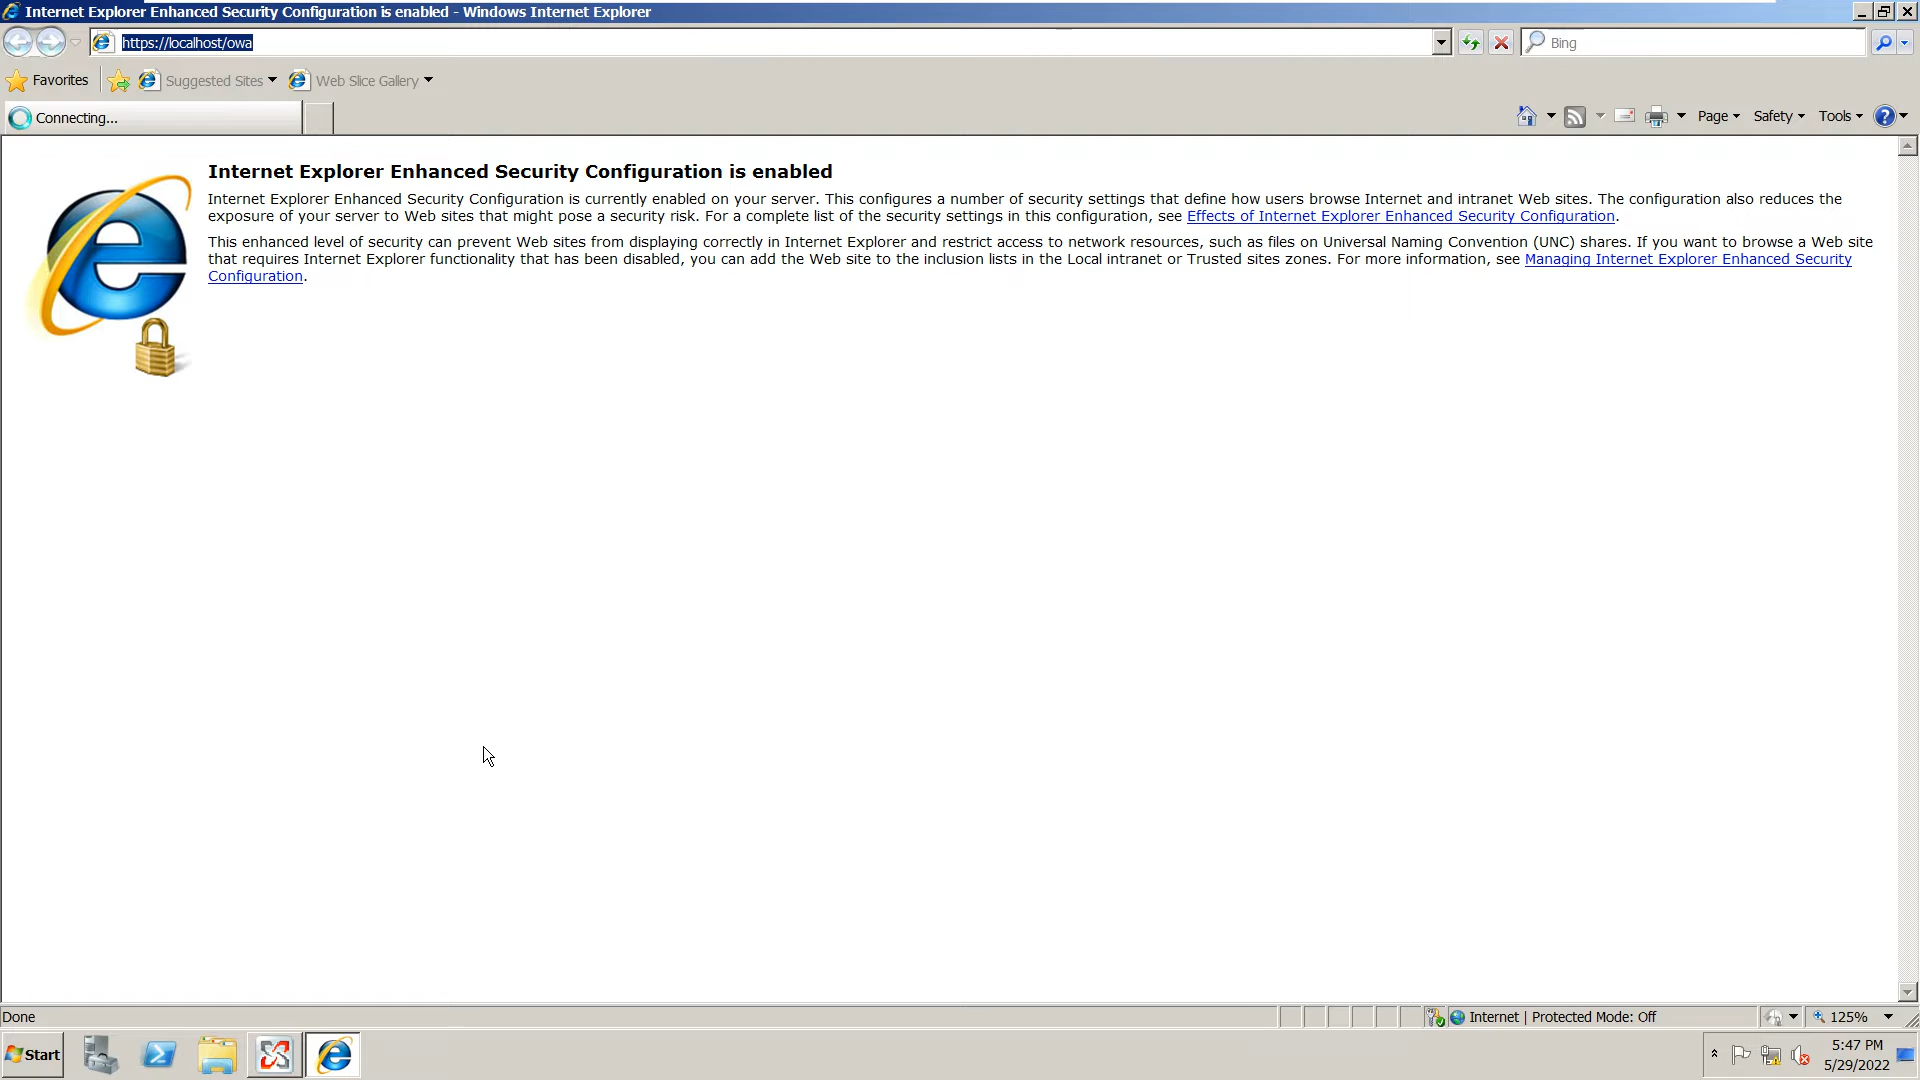 Internet Explorer Enhanced Security Configuration is enabled - Windows Internet Explorer
https://localhost/owa
Bing
Favorites
Suggested Sites
Web Slice Gallery
Connecting...
Page
Safety
Tools
Internet Explorer Enhanced Security Configuration is enabled
Internet Explorer Enhanced Security Configuration is currently enabled on your server. This configures a number of security settings that define how users browse Internet and intranet Web sites. The configuration also reduces the
exposure of your server to Web sites that might pose a security risk. For a complete list of the security settings in this configuration, see Effects of Internet Explorer Enhanced Security Configuration.
This enhanced level of security can prevent Web sites from displaying correctly in Internet Explorer and restrict access to network resources, such as files on Universal Naming Convention (UNC) shares. If you want to browse a Web site
that requires Internet Explorer functionality that has been disabled, you can add the Web site to the inclusion lists in the Local intranet or Trusted sites zones. For more information, see Managing Internet Explorer Enhanced Security
Configuration.
Done
Internet | Protected Mode: Off
125%
Start
5:47 PM
5/29/2022